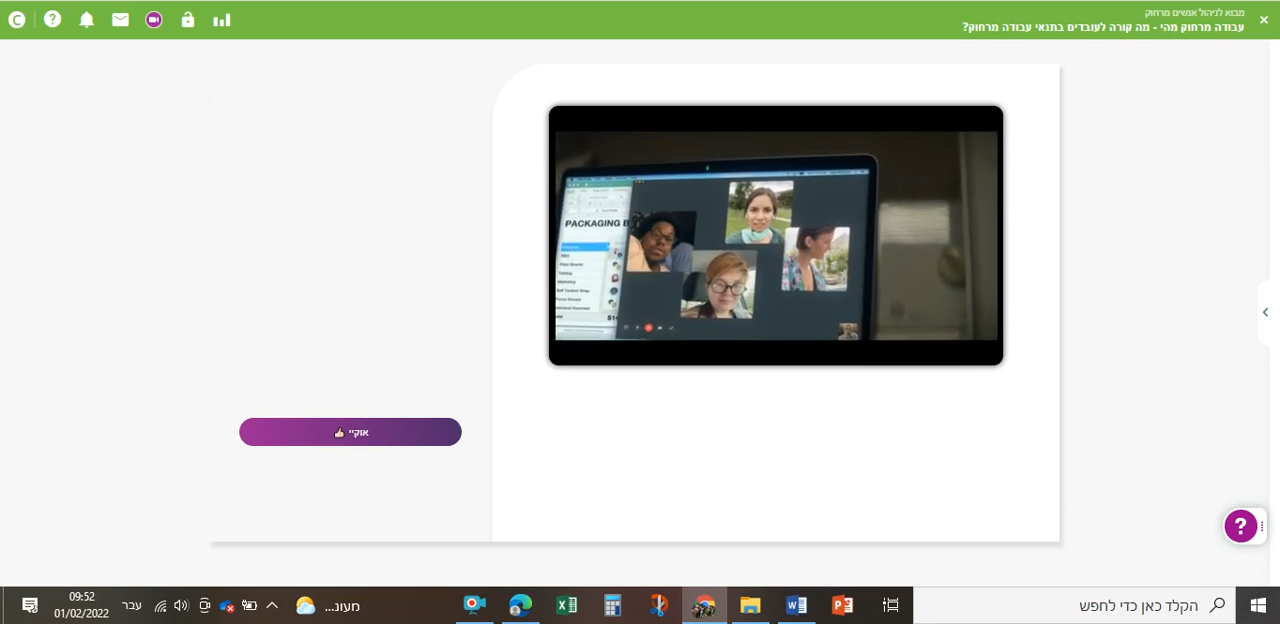 מבוא לניהול אנשים מרחוק
עבודה מרחוק מהי - מה קורה לעובדים בתנאי עבודה מרחוק?
PACKAGING B
אוקיי
הקלד כאן כדי לחפש
מעונ...
עבר
09:52
01/02/2022